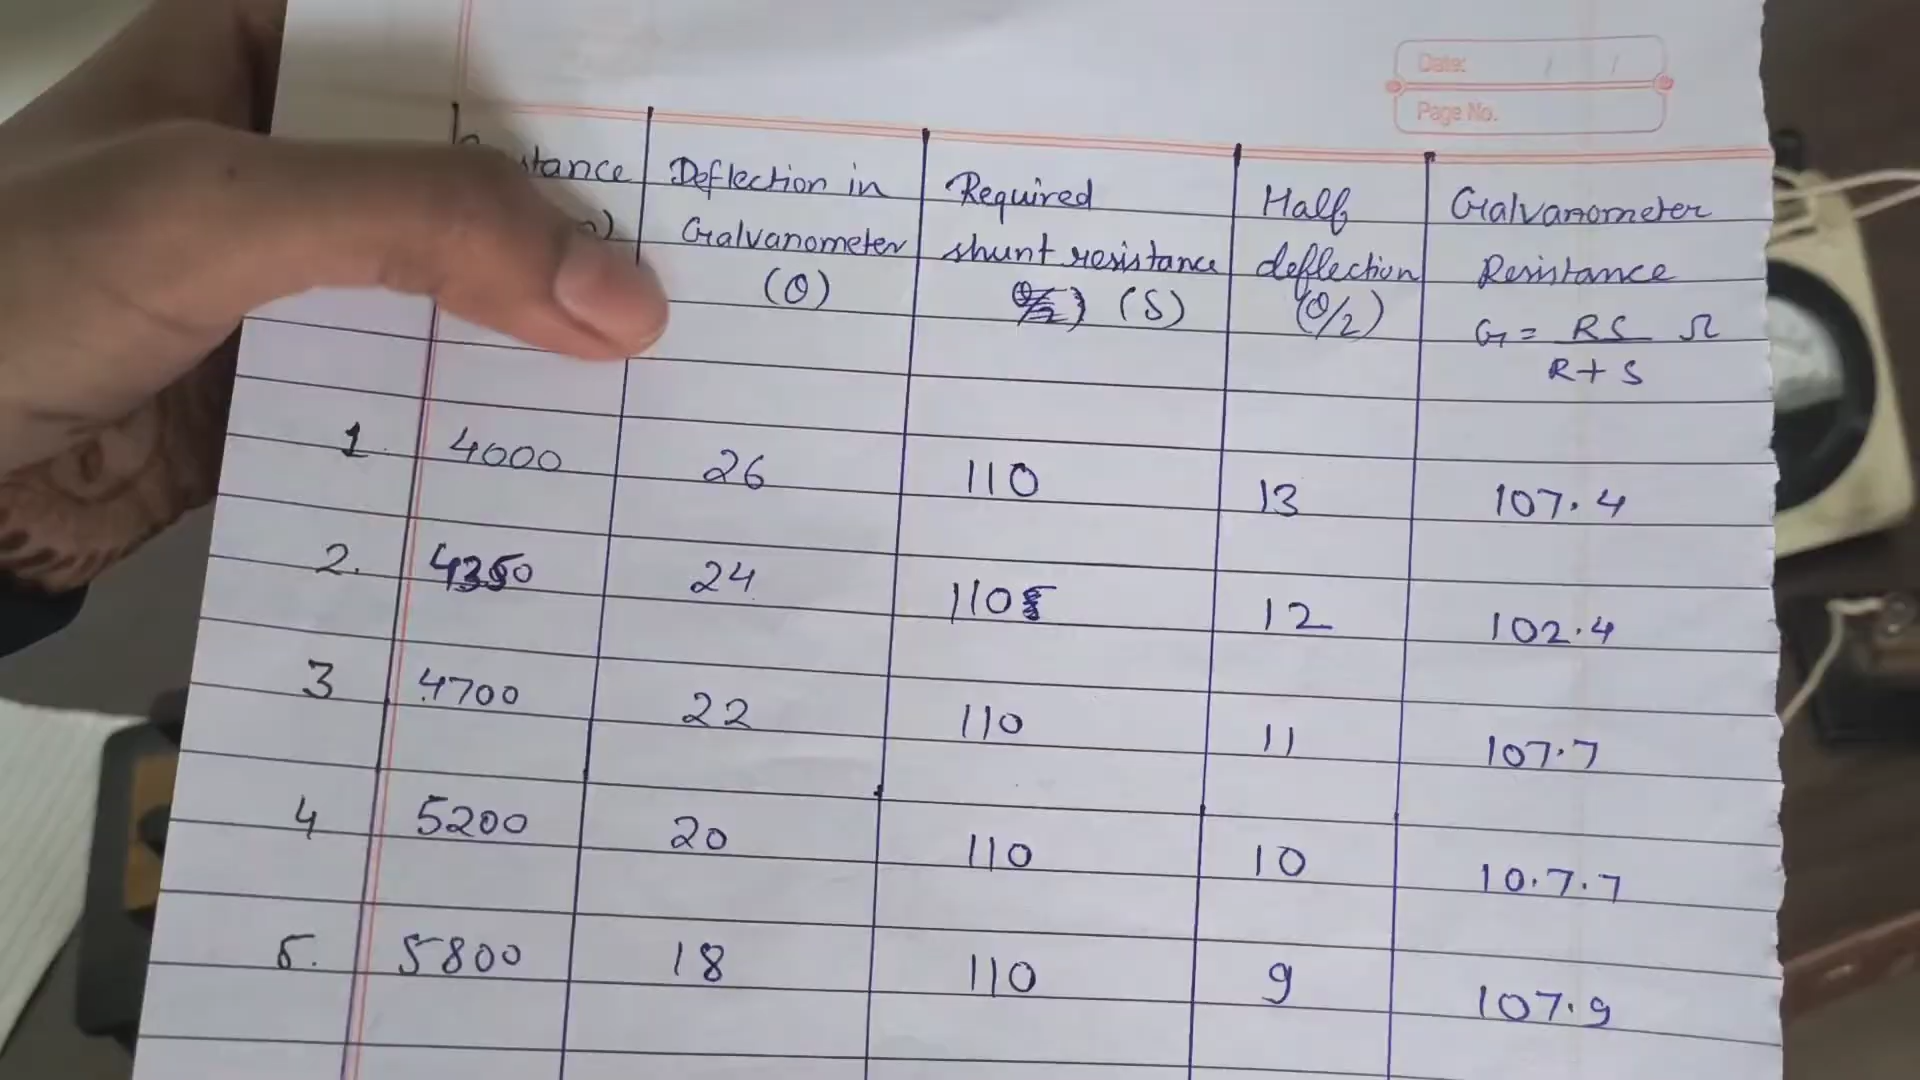 Date: / /
Page No.
Deflection in
Galvanometer
(θ)
Required
shunt resistance
(S)
Half
deflection
(θ/2)
Galvanometer
Resistance
G = RS Ω
R+S
1. 4000 26 110 13 107.4
2. 4350 24 110 12 102.4
3 4700 22 110 11 107.7
4 5200 20 110 10 10.7.7
5. 5800 18 110 9 107.9